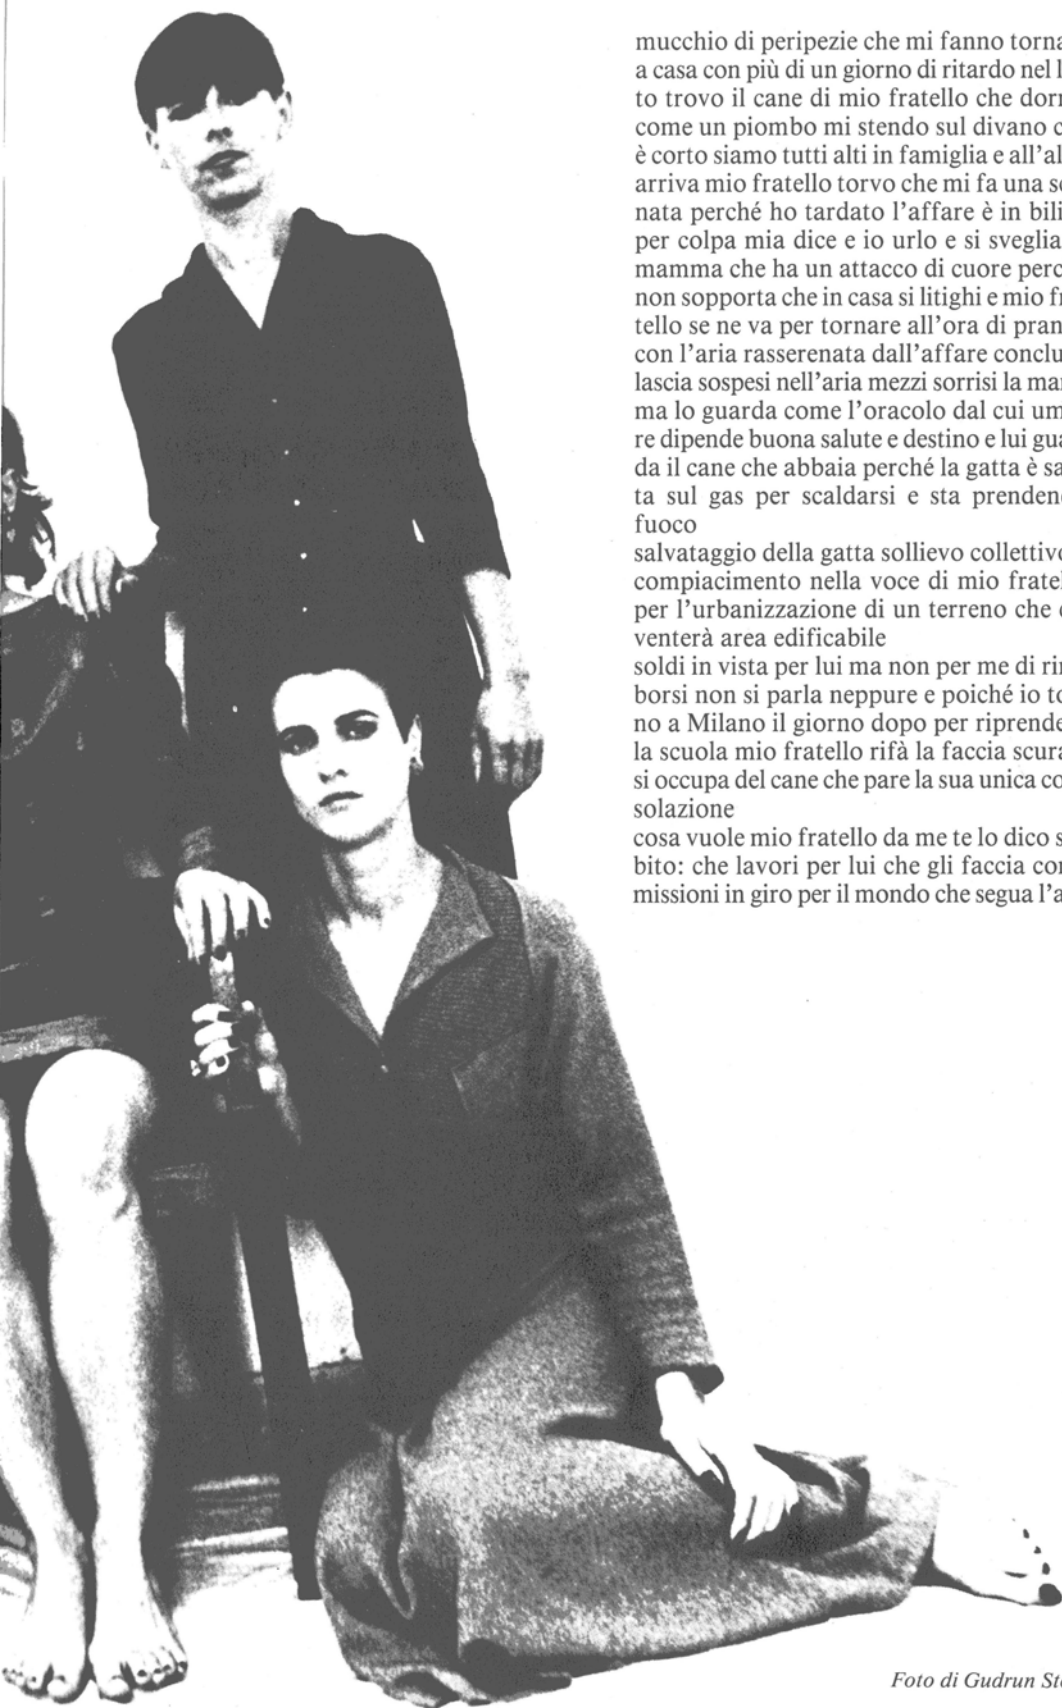 mucchio di peripezie che mi fanno torna
a casa con più di un giorno di ritardo nel l
to trovo il cane di mio fratello che dorr
come un piombo mi stendo sul divano c
è corto siamo tutti alti in famiglia e all'al
arriva mio fratello torvo che mi fa una s
nata perché ho tardato l'affare è in bili
per colpa mia dice e io urlo e si sveglia
mamma che ha un attacco di cuore perc
non sopporta che in casa si litighi e mio fr
tello se ne va per tornare all'ora di pran
con l'aria rasserenata dall'affare conclu
lascia sospesi nell'aria mezzi sorrisi la mar
ma lo guarda come l'oracolo dal cui um
re dipende buona salute e destino e lui gua
da il cane che abbaia perché la gatta è sa
ta sul gas per scaldarsi e sta prenden
fuoco
salvataggio della gatta sollievo collettivo
compiacimento nella voce di mio fratel
per l'urbanizzazione di un terreno che
venterà area edificabile
soldi in vista per lui ma non per me di rin
borsi non si parla neppure e poiché io to
no a Milano il giorno dopo per riprende
la scuola mio fratello rifà la faccia scura
si occupa del cane che pare la sua unica co
solazione
cosa vuole mio fratello da me te lo dico s
bito: che lavori per lui che gli faccia cor
missioni in giro per il mondo che segua l'a
Foto di Gudrun St